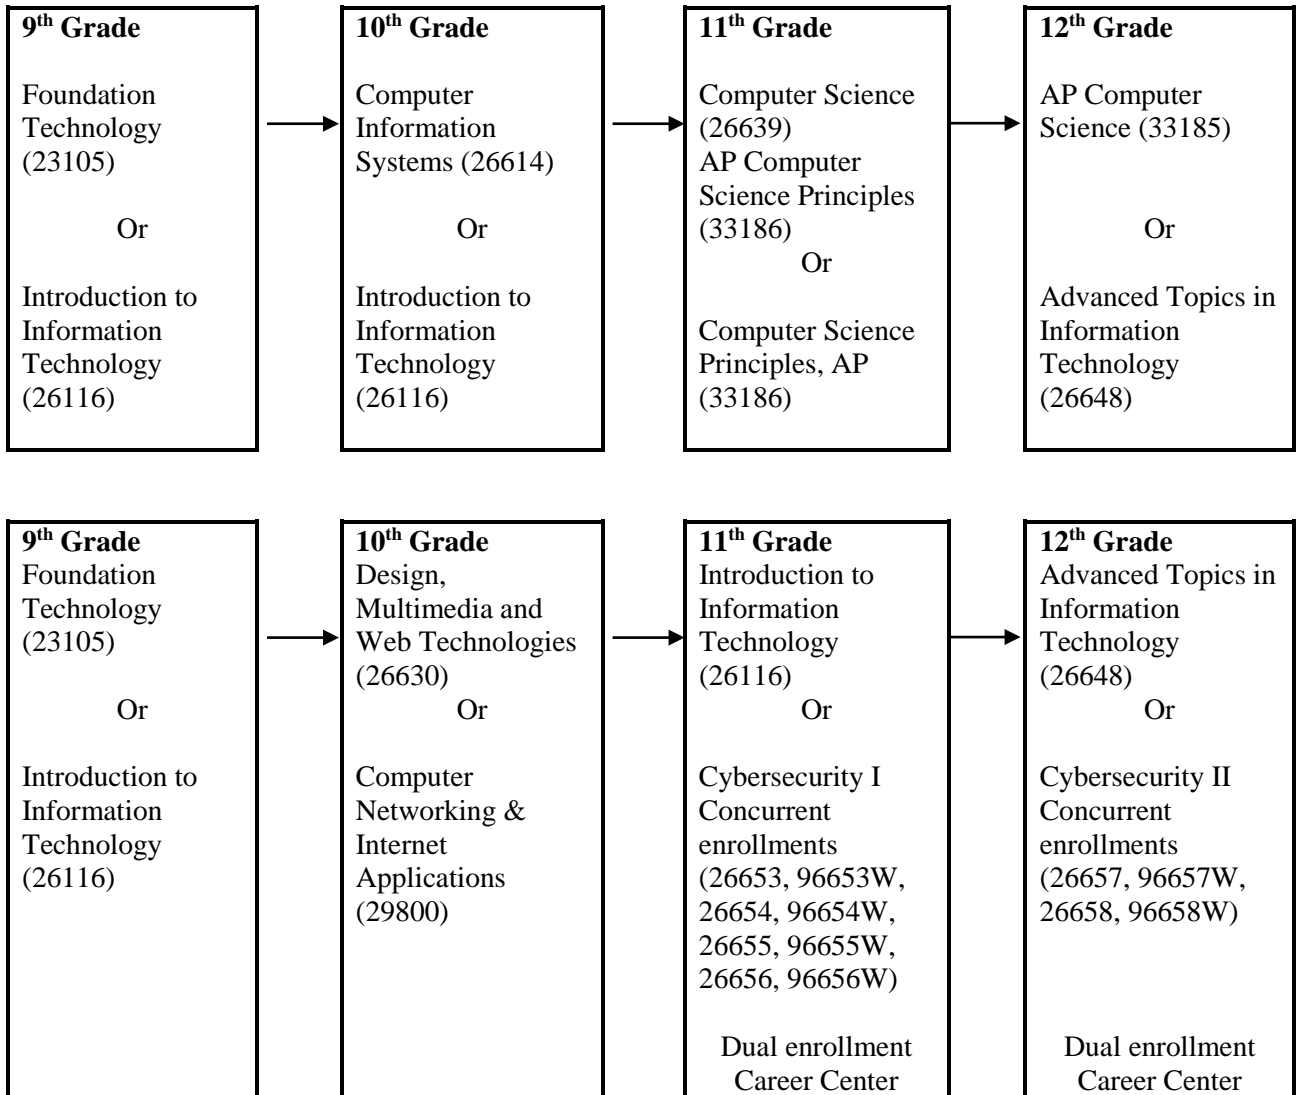 9th Grade
Foundation
Technology
(23105)
Or
Introduction to
Information
Technology
(26116)
10th Grade
Computer
Information
Systems (26614)
Or
Introduction to
Information
Technology
(26116)
11th Grade
Computer Science
(26639)
AP Computer
Science Principles
(33186)
Or
Computer Science
Principles, AP
(33186)
12th Grade
AP Computer
Science (33185)
Or
Advanced Topics in
Information
Technology
(26648)
9th Grade
Foundation
Technology
(23105)
Or
Introduction to
Information
Technology
(26116)
10th Grade
Design,
Multimedia and
Web Technologies
(26630)
Or
Computer
Networking &
Internet
Applications
(29800)
11th Grade
Introduction to
Information
Technology
(26116)
Or
Cybersecurity I
Concurrent
enrollments
(26653, 96653W,
26654, 96654W,
26655, 96655W,
26656, 96656W)
Dual enrollment
Career Center
12th Grade
Advanced Topics in
Information
Technology
(26648)
Or
Cybersecurity II
Concurrent
enrollments
(26657, 96657W,
26658, 96658W)
Dual enrollment
Career Center